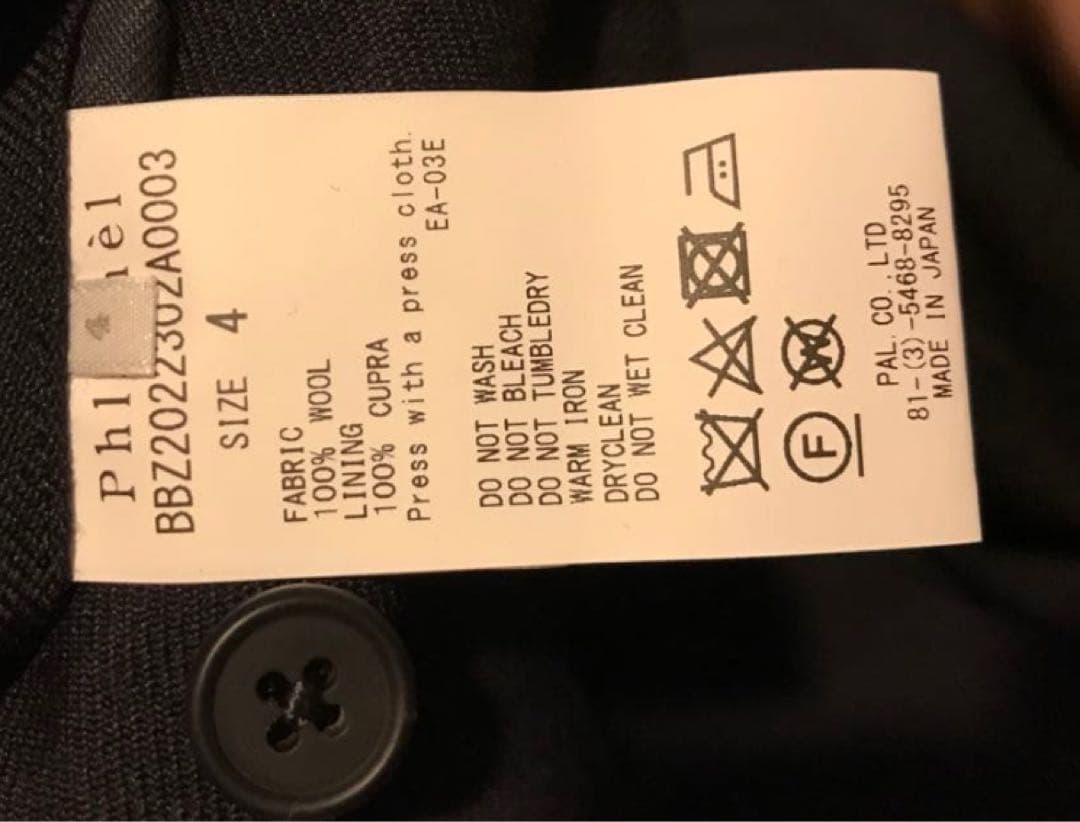 Phl èl
4
BBZ2022302A0003
SIZE 4
FABRIC
100% WOOL
LINING
100% CUPRA
Press with a press cloth.
EA-03E
DO NOT WASH
DO NOT BLEACH
DO NOT TUMBLEDRY
WARM IRON
DRYCLEAN
DO NOT WET CLEAN
F
W
PAL. CO., LTD
81-(3)-5468-8295
MADE IN JAPAN